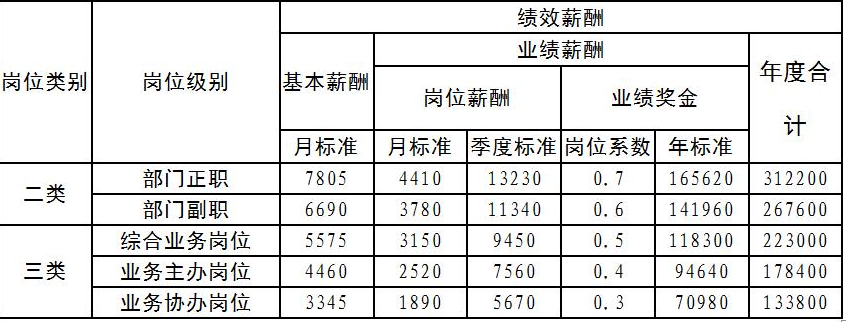 绩效薪酬
业绩薪酬
岗位类别 岗位级别 基本薪酬 岗位薪酬 业绩奖金 年度合计
月标准 月标准 季度标准 岗位系数 年标准
二类 部门正职 7805 4410 13230 0.7 165620 312200
部门副职 6690 3780 11340 0.6 141960 267600
三类 综合业务岗位 5575 3150 9450 0.5 118300 223000
业务主办岗位 4460 2520 7560 0.4 94640 178400
业务协办岗位 3345 1890 5670 0.3 70980 133800